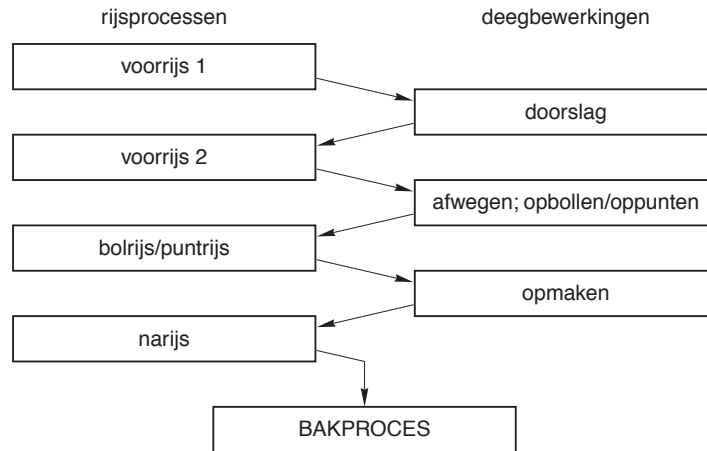 rijsprocessen
deegbewerkingen
voorrijs 1
doorslag
voorrijs 2
afwegen; opbollen/oppunten
bolrijs/puntrijs
opmaken
narijs
BAKPROCES